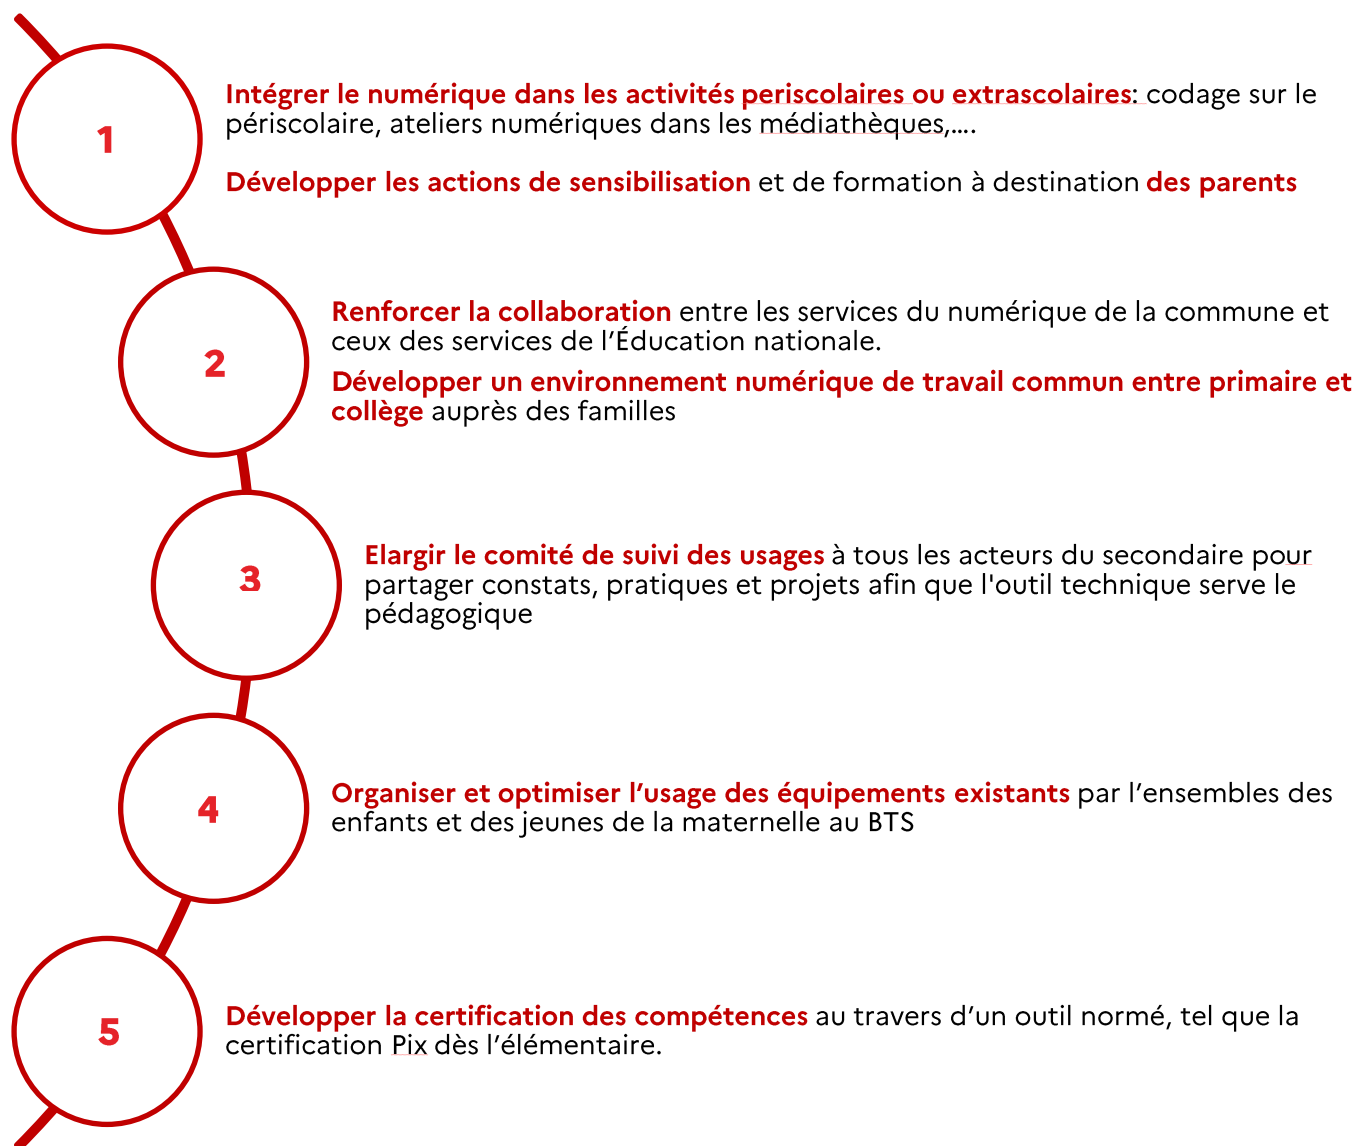 1
Intégrer le numérique dans les activités periscolaires ou extrascolaires: codage sur le
périscolaire, ateliers numériques dans les médiathèques,….
Développer les actions de sensibilisation et de formation à destination des parents
2
Renforcer la collaboration entre les services du numérique de la commune et
ceux des services de l’Éducation nationale.
Développer un environnement numérique de travail commun entre primaire et
collège auprès des familles
3
Elargir le comité de suivi des usages à tous les acteurs du secondaire pour
partager constats, pratiques et projets afin que l'outil technique serve le
pédagogique
4
Organiser et optimiser l’usage des équipements existants par l’ensembles des
enfants et des jeunes de la maternelle au BTS
5
Développer la certification des compétences au travers d’un outil normé, tel que la
certification Pix dès l’élémentaire.